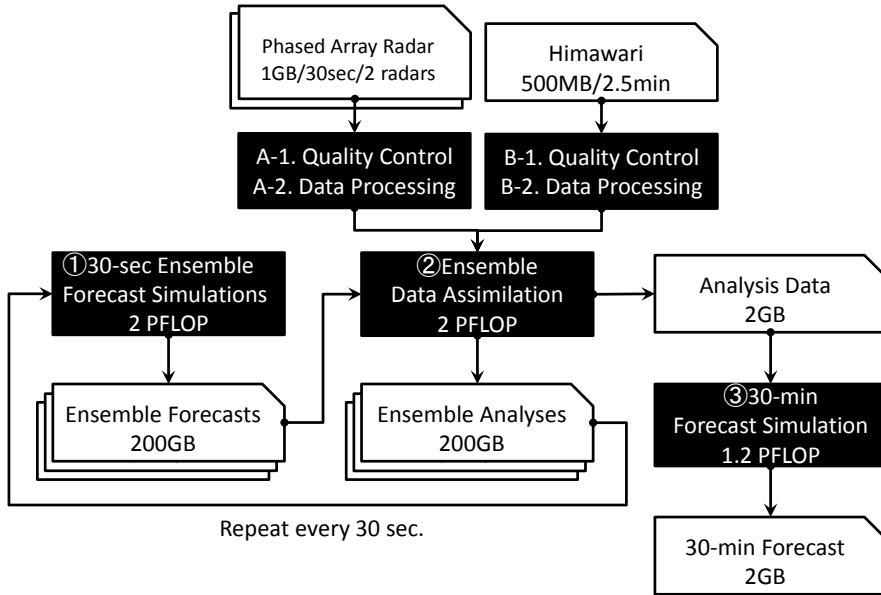 Phased Array Radar
1GB/30sec/2 radars
Himawari
500MB/2.5min
A-1. Quality Control
A-2. Data Processing
B-1. Quality Control
B-2. Data Processing
①30-sec Ensemble
Forecast Simulations
2 PFLOP
②Ensemble
Data Assimilation
2 PFLOP
Analysis Data
2GB
Ensemble Forecasts
200GB
Ensemble Analyses
200GB
③30-min
Forecast Simulation
1.2 PFLOP
Repeat every 30 sec.
30-min Forecast
2GB